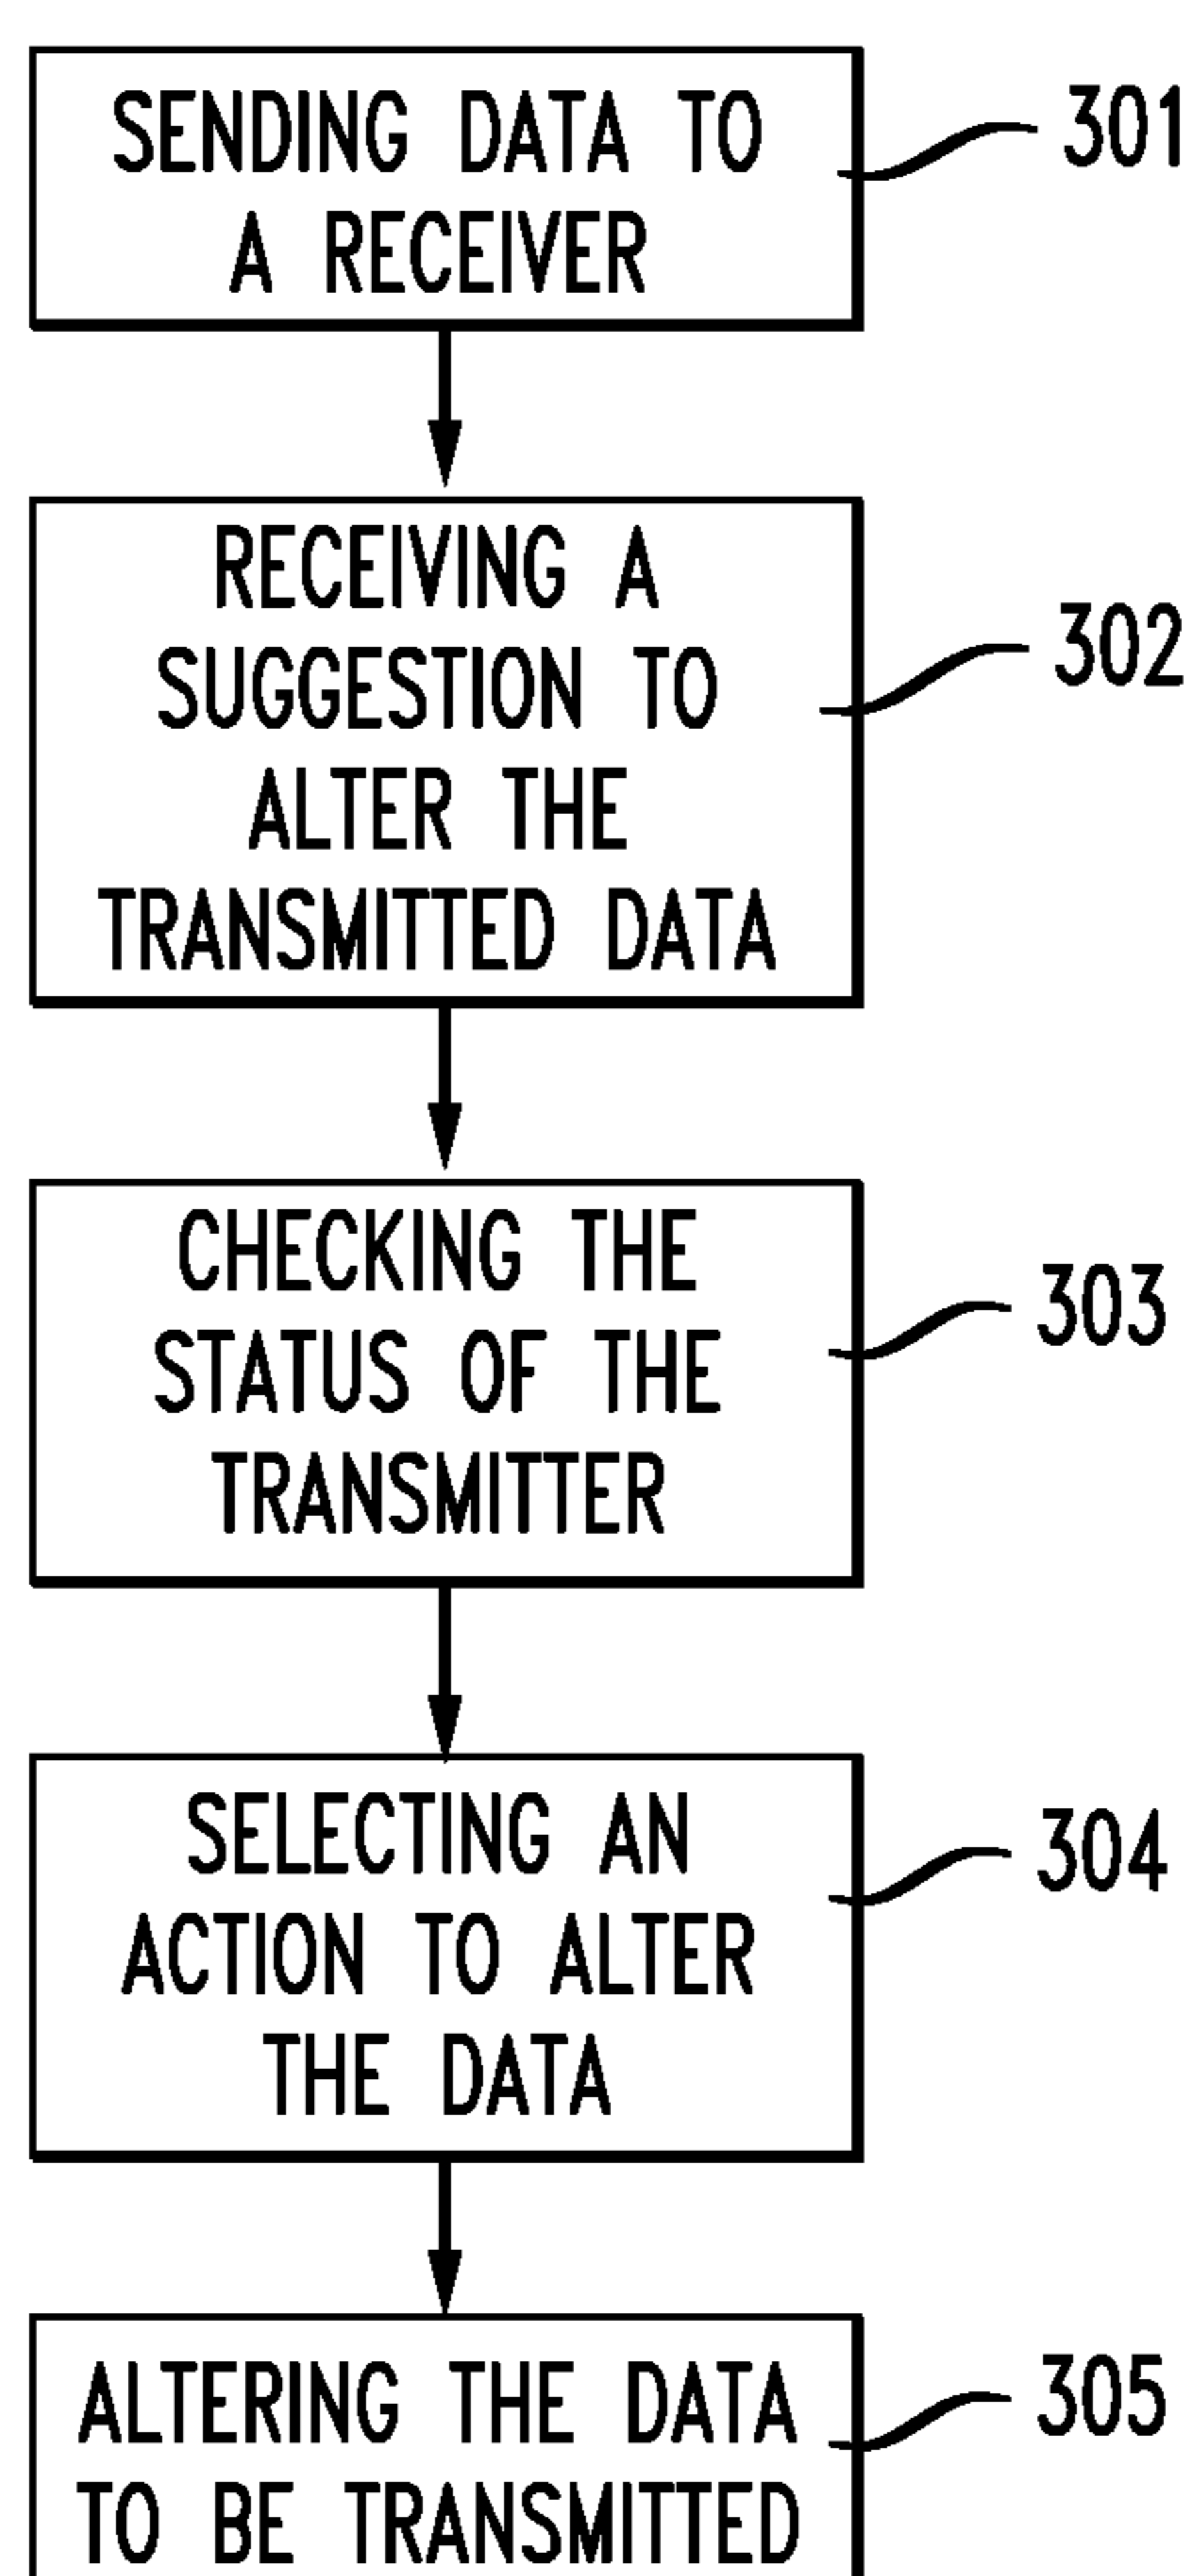 SENDING DATA TO
A RECEIVER
301
RECEIVING A
SUGGESTION TO
ALTER THE
TRANSMITTED DATA
302
CHECKING THE
STATUS OF THE
TRANSMITTER
303
SELECTING AN
ACTION TO ALTER
THE DATA
304
ALTERING THE DATA
TO BE TRANSMITTED
305